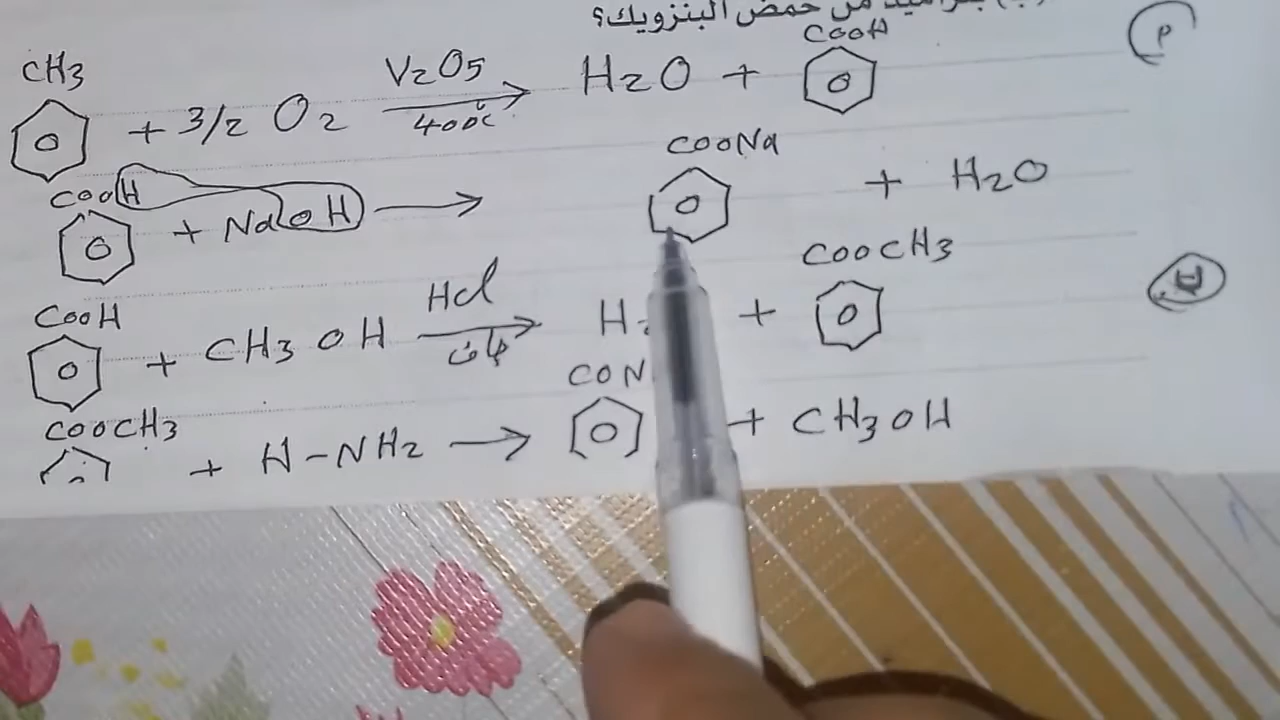 من حمض البنزويك؟
CH3 + 3/2 O2 V2O5 400°C H2O + COOH
COOH + NaOH → COONa + H2O
COOH + CH3OH HCl جاف H + COOCH3
COOCH3 + H-NH2 → CON + CH3OH